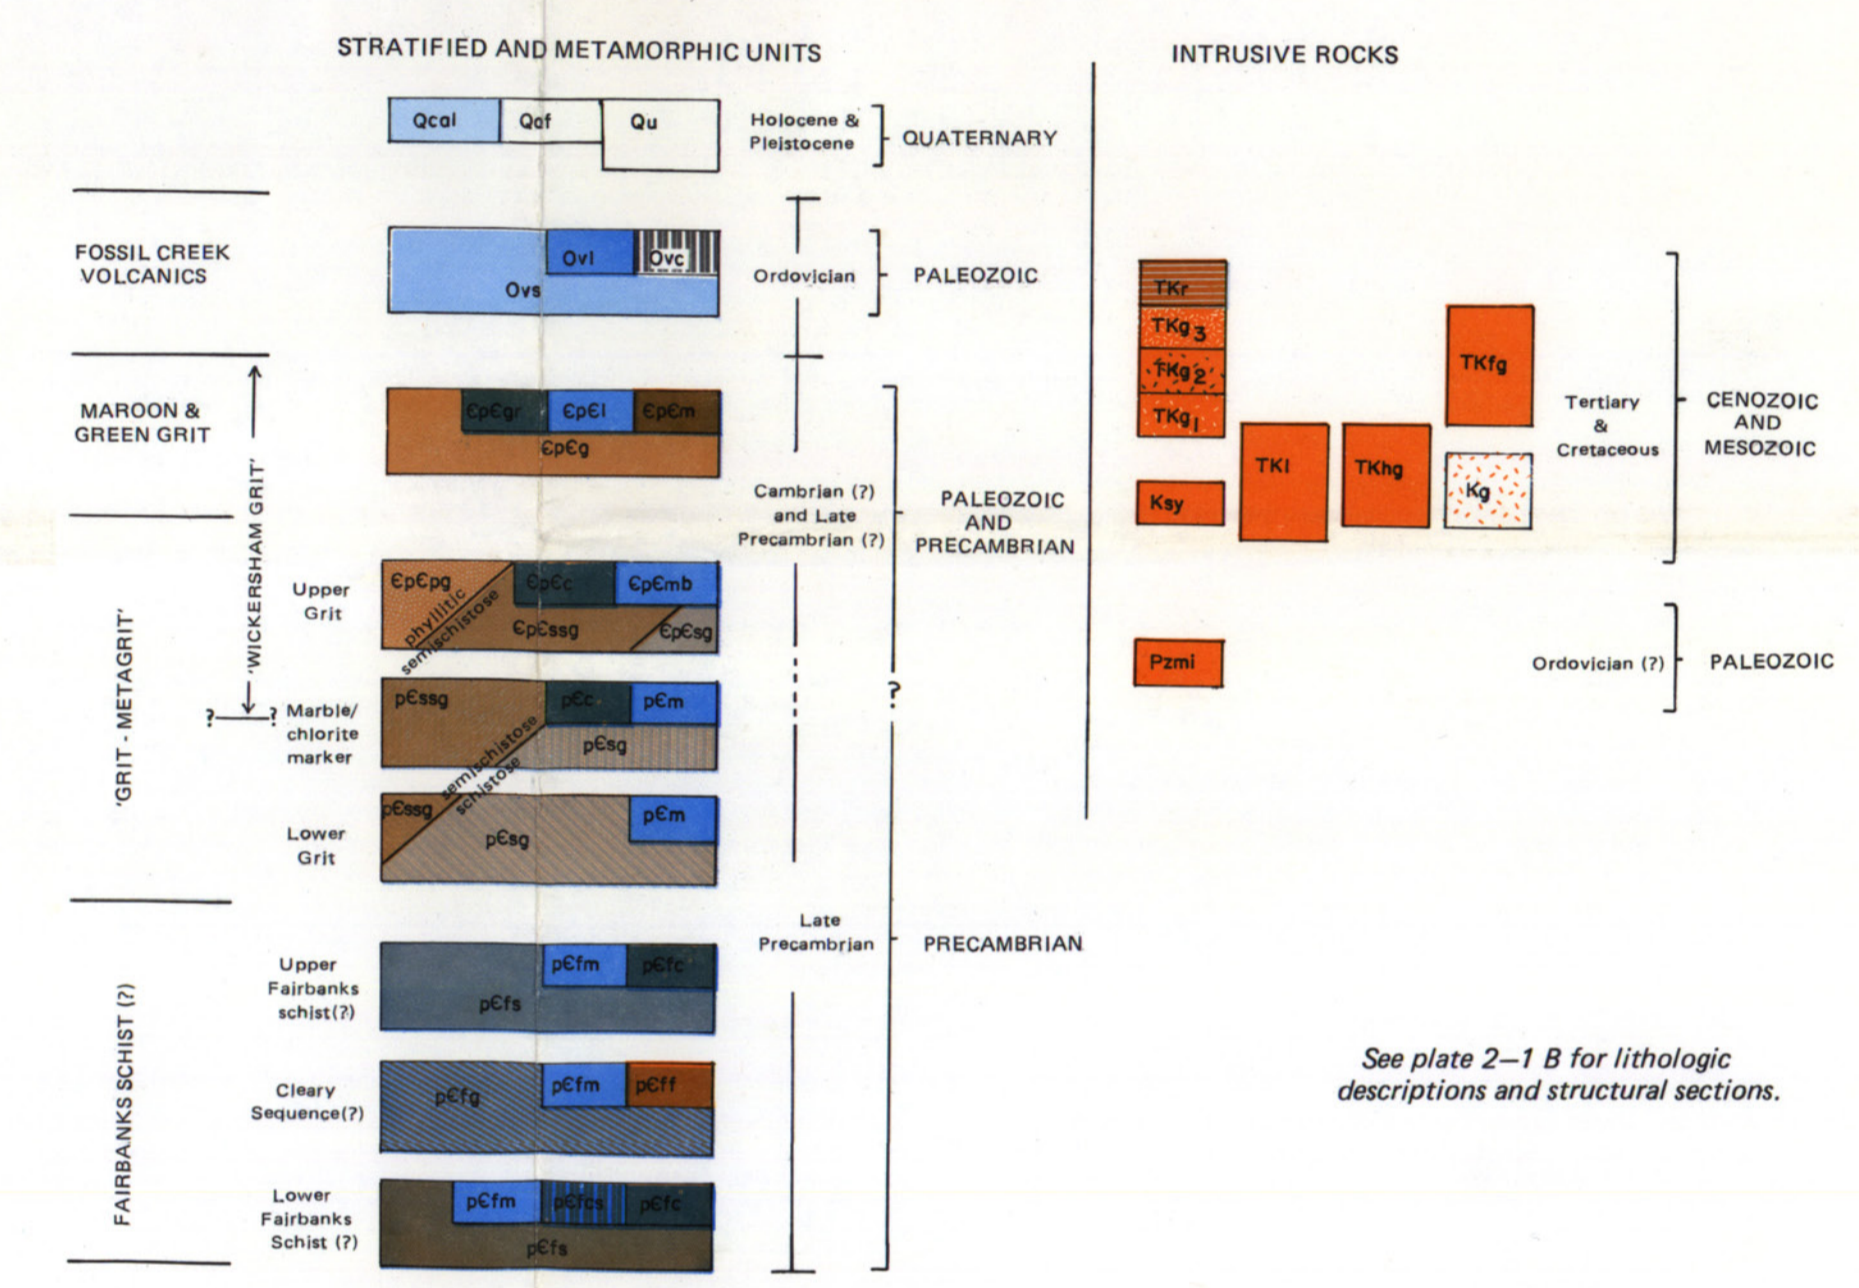 STRATIFIED AND METAMORPHIC UNITS
INTRUSIVE ROCKS
Qcal
Qaf
Qu
Holocene &
Pleistocene
QUATERNARY
FOSSIL CREEK
VOLCANICS
Ovl
Ovc
Ovs
Ordovician
PALEOZOIC
MAROON &
GREEN GRIT
ЄpЄgr
ЄpЄl
ЄpЄm
ЄpЄg
'WICKERSHAM GRIT'
Cambrian (?)
and Late
Precambrian (?)
PALEOZOIC
AND
PRECAMBRIAN
'GRIT - METAGRIT'
Upper
Grit
ЄpЄpg
ЄpЄc
ЄpЄmb
phyllitic
semischistose
ЄpЄssg
ЄpЄsg
?
?
Marble/
chlorite
marker
pЄssg
pЄc
pЄm
pЄsg
semischistose
schistose
?
Lower
Grit
pЄssg
pЄsg
pЄm
Late
Precambrian
PRECAMBRIAN
FAIRBANKS SCHIST (?)
Upper
Fairbanks
schist(?)
pЄfm
pЄfc
pЄfs
Cleary
Sequence(?)
pЄfg
pЄfm
pЄff
Lower
Fairbanks
Schist (?)
pЄfm
pЄfcs
pЄfc
pЄfs
TKr
TKg3
TKg2
TKg1
Ksy
TKl
TKhg
TKfg
Kg
Tertiary
&
Cretaceous
CENOZOIC
AND
MESOZOIC
Pzmi
Ordovician (?)
PALEOZOIC
See plate 2–1 B for lithologic
descriptions and structural sections.